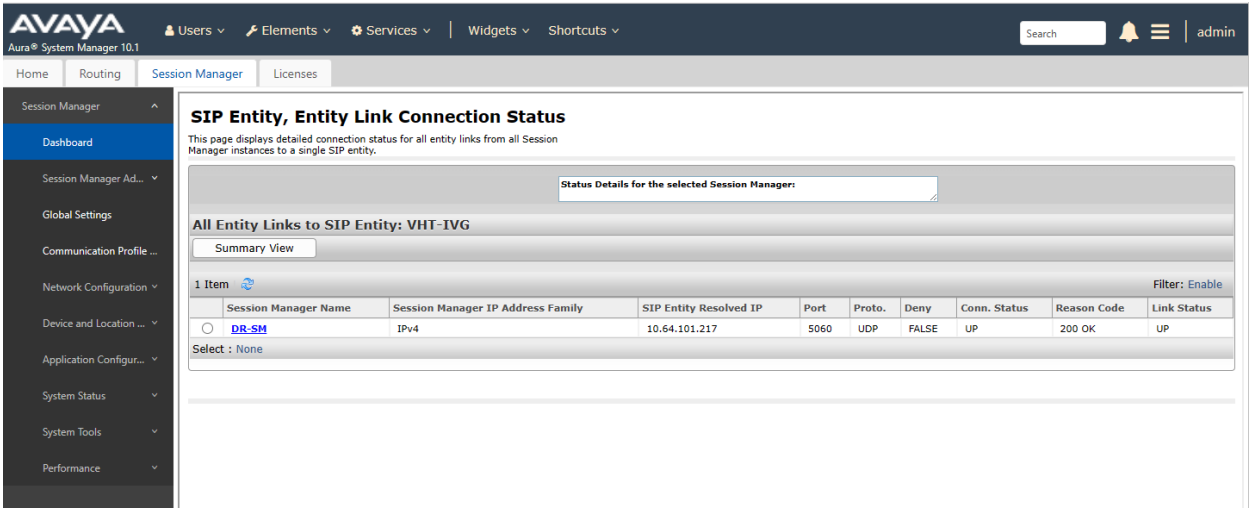 AVAYA
Aura® System Manager 10.1
Users Elements Services Widgets Shortcuts Search admin
Home Routing Session Manager Licenses
Session Manager
Dashboard
Session Manager Ad...
Global Settings
Communication Profile ...
Network Configuration
Device and Location ...
Application Configur...
System Status
System Tools
Performance
SIP Entity, Entity Link Connection Status
This page displays detailed connection status for all entity links from all Session
Manager instances to a single SIP entity.
Status Details for the selected Session Manager:
All Entity Links to SIP Entity: VHT-IVG
Summary View
1 Item Filter: Enable
Session Manager Name Session Manager IP Address Family SIP Entity Resolved IP Port Proto. Deny Conn. Status Reason Code Link Status
DR-SM IPv4 10.64.101.217 5060 UDP FALSE UP 200 OK UP
Select : None